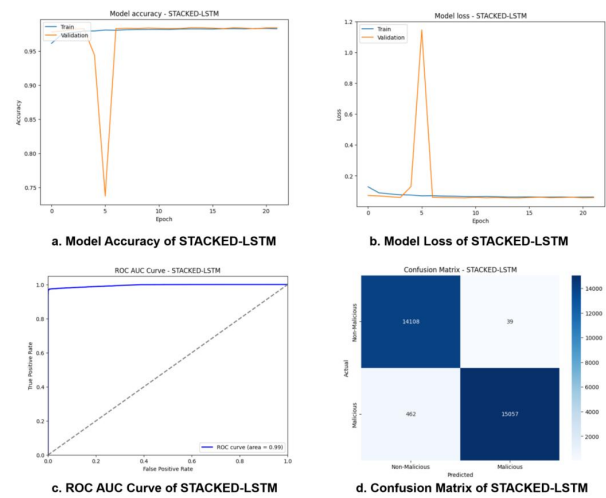 Model accuracy - STACKED-LSTM
Train
Validation
0.95
0.90
0.85
0.80
0.75
Accuracy
0 5 10 15 20
Epoch
a. Model Accuracy of STACKED-LSTM
Model loss - STACKED-LSTM
Train
Validation
1.2
1.0
0.8
0.6
0.4
0.2
Loss
0 5 10 15 20
Epoch
b. Model Loss of STACKED-LSTM
ROC AUC Curve - STACKED-LSTM
1.0
0.8
0.6
0.4
0.2
0.0
True Positive Rate
ROC curve (area = 0.99)
0.0 0.2 0.4 0.6 0.8 1.0
False Positive Rate
c. ROC AUC Curve of STACKED-LSTM
Confusion Matrix - STACKED-LSTM
Non-Malicious
14108 39
Actual
Malicious
462 15057
Non-Malicious Malicious
Predicted
14000
12000
10000
8000
6000
4000
2000
d. Confusion Matrix of STACKED-LSTM